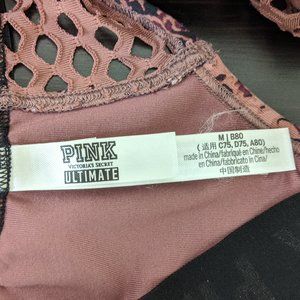 PINK
VICTORIA'S SECRET
ULTIMATE
M | B80
(适用 C75, D75, A80)
made in China/fabriqué en Chine/hecho
en China/fabbricato in Cina/
中国制造